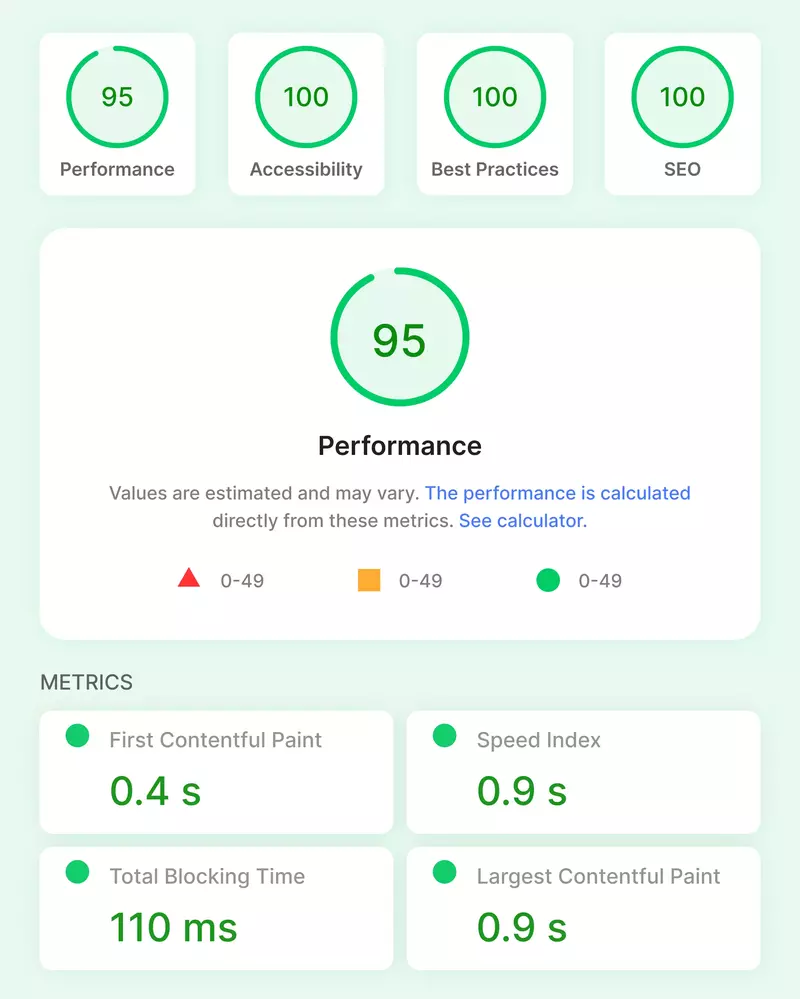 95
Performance
100
Accessibility
100
Best Practices
100
SEO
95
Performance
Values are estimated and may vary. The performance is calculated
directly from these metrics. See calculator.
0-49
0-49
0-49
METRICS
First Contentful Paint
0.4 s
Speed Index
0.9 s
Total Blocking Time
110 ms
Largest Contentful Paint
0.9 s